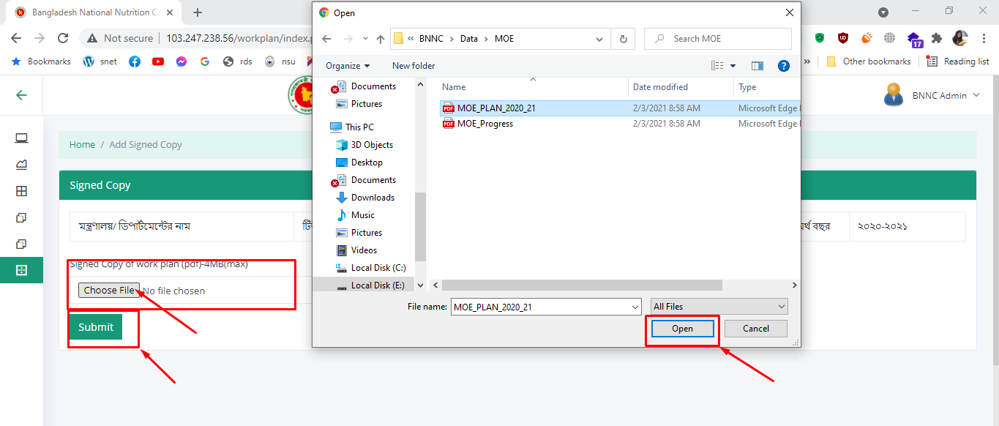 Bangladesh National Nutrition C
Open
Not secure
103.247.238.56/workplan/index.p
BNNC
Data
MOE
Search MOE
17
Bookmarks
snet
rds
nsu
Other bookmarks
Reading list
Organize
New folder
BNNC Admin
Documents
Pictures
This PC
3D Objects
Desktop
Documents
Downloads
Music
Pictures
Videos
Local Disk (C:)
Local Disk (E:)
Name
Date modified
Type
PDF MOE_PLAN_2020_21
2/3/2021 8:58 AM
Microsoft Edge
PDF MOE_Progress
2/3/2021 8:58 AM
Microsoft Edge
File name:
MOE_PLAN_2020_21
All Files
Open
Cancel
Home / Add Signed Copy
Signed Copy
মন্ত্রণালয়/ ডিপার্টমেন্টের নাম
বছর
২০২০-২০২১
Signed Copy of work plan (pdf)-4MB(max)
Choose File No file chosen
Submit